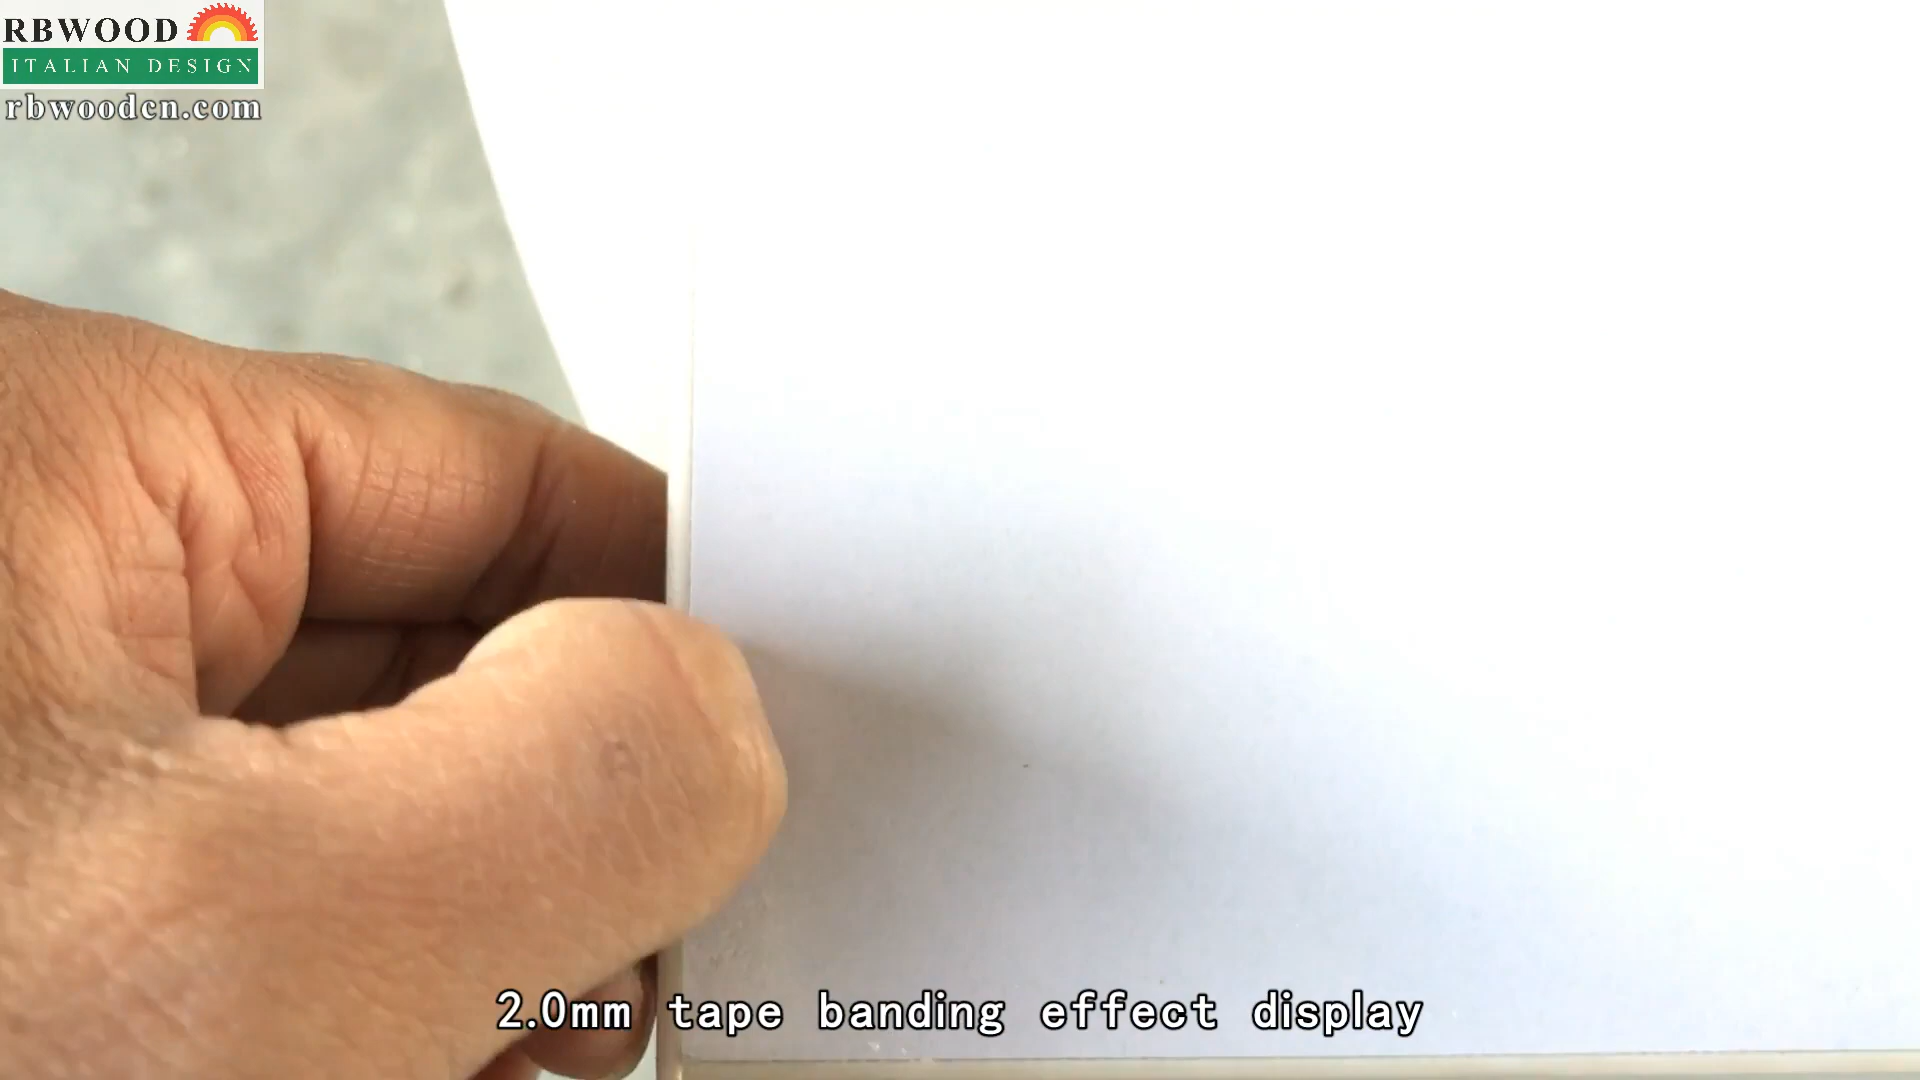 RBWOOD
ITALIAN DESIGN
rbwoodcn.com
2.0mm tape banding effect display